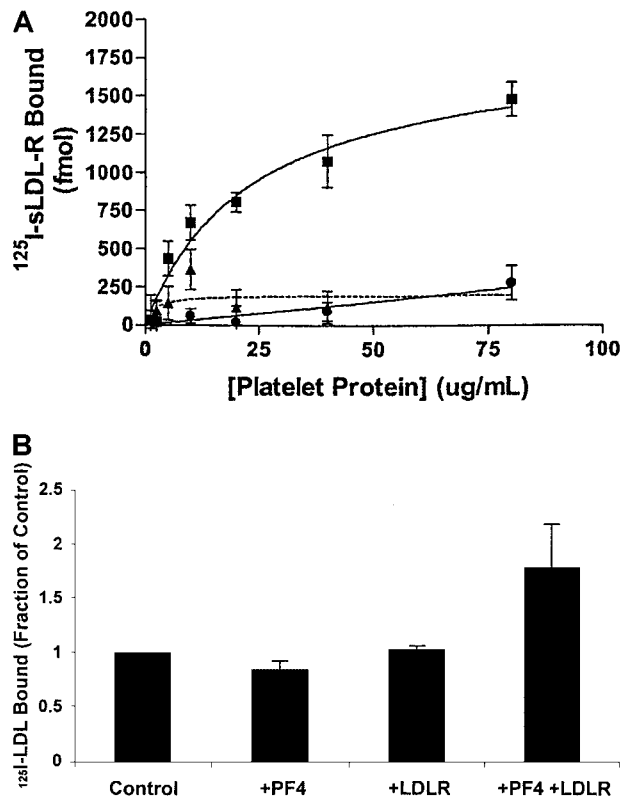 A
2000
1750
1500
1250
1000
750
500
250
0
125I-sLDL-R Bound
(fmol)
0
25
50
75
100
[Platelet Protein] (ug/mL)
B
2.5
2
1.5
1
0.5
0
125I-LDL Bound (Fraction of Control)
Control
+PF4
+LDLR
+PF4 +LDLR